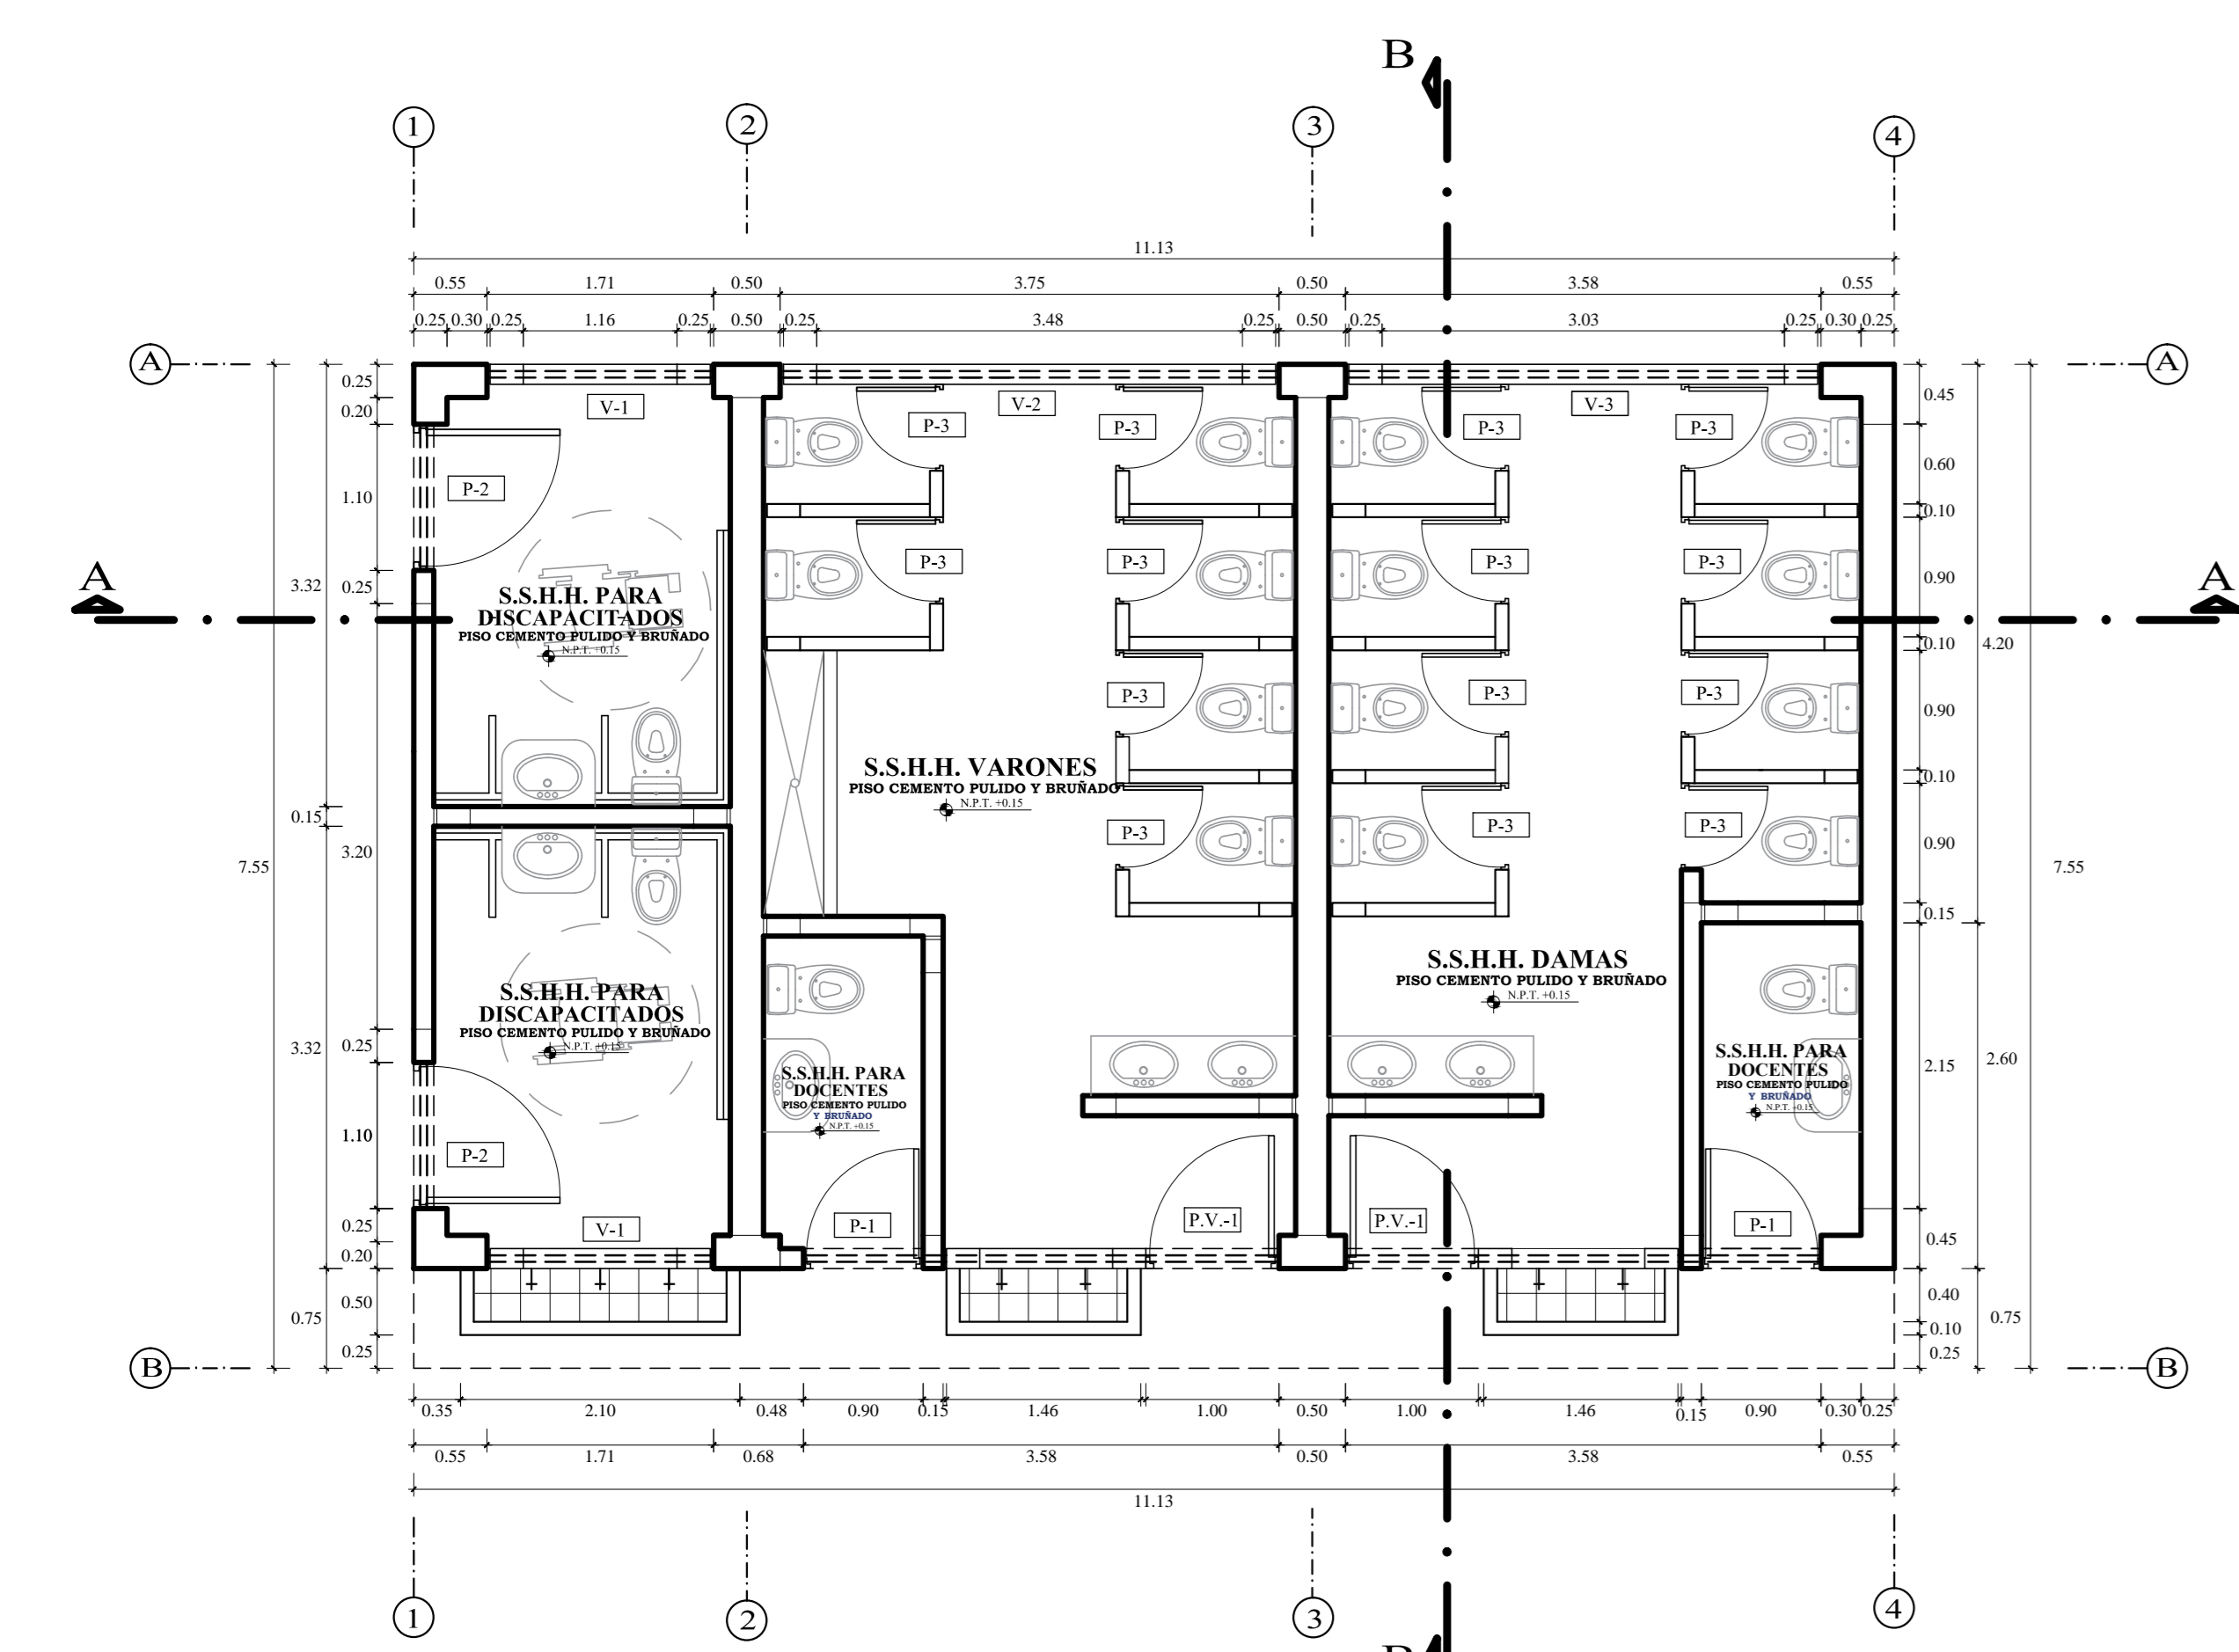 B
1
2
3
4
11.13
0.55 1.71 0.50 3.75 0.50 3.58 0.55
0.25 0.30 0.25 1.16 0.25 0.50 0.25 3.48 0.25 0.50 0.25 3.03 0.25 0.30 0.25
A
A
0.25
0.20
1.10
0.25
3.32
0.15
3.20
7.55
3.32
0.25
1.10
0.25
0.20
0.75
0.50
0.25
A
V-1
P-2
S.S.H.H. PARA
DISCAPACITADOS
PISO CEMENTO PULIDO Y BRUÑADO
N.P.T. +0.15
S.S.H.H. PARA
DISCAPACITADOS
PISO CEMENTO PULIDO Y BRUÑADO
N.P.T. +0.15
P-2
V-1
V-2
P-3
P-3
P-3
P-3
P-3
P-3
S.S.H.H. VARONES
PISO CEMENTO PULIDO Y BRUÑADO
N.P.T. +0.15
S.S.H.H. PARA
DOCENTES
PISO CEMENTO PULIDO
Y BRUÑADO
N.P.T. +0.15
P-1
P.V.-1
V-3
P-3
P-3
P-3
P-3
P-3
P-3
P-3
P-3
S.S.H.H. DAMAS
PISO CEMENTO PULIDO Y BRUÑADO
N.P.T. +0.15
S.S.H.H. PARA
DOCENTES
PISO CEMENTO PULIDO
Y BRUÑADO
N.P.T. +0.15
P.V.-1
P-1
A
0.45
0.60
0.10
0.90
0.10
4.20
0.90
0.10
0.90
7.55
0.15
2.15
2.60
0.45
0.40
0.75
0.10
0.25
B
B
0.35 2.10 0.48 0.90 0.15 1.46 1.00 0.50 1.00 1.46 0.15 0.90 0.30 0.25
0.55 1.71 0.68 3.58 0.50 3.58 0.55
11.13
1
2
3
4
B